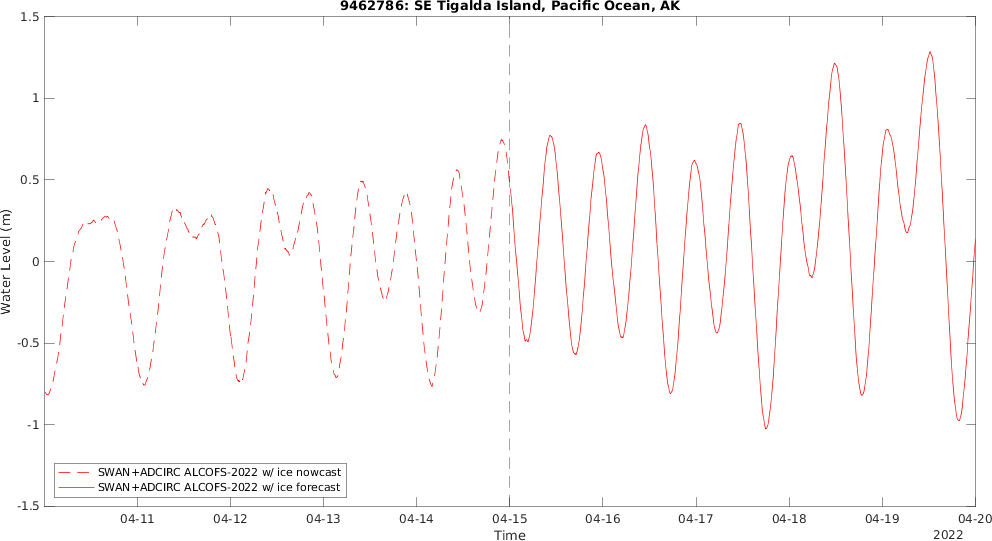 9462786: SE Tigalda Island, Pacific Ocean, AK
1.5
1
0.5
0
-0.5
-1
-1.5
Water Level (m)
SWAN+ADCIRC ALCOFS-2022 w/ ice nowcast
SWAN+ADCIRC ALCOFS-2022 w/ ice forecast
04-11 04-12 04-13 04-14 04-15 04-16 04-17 04-18 04-19 04-20
Time
2022